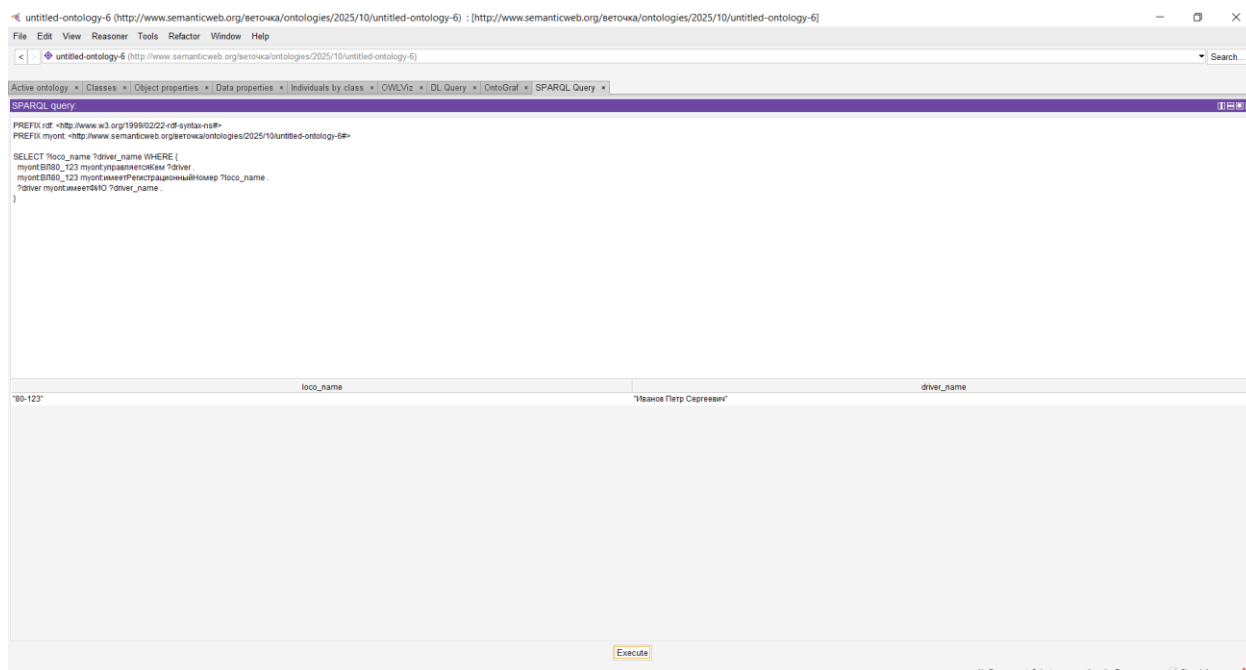 untitled-ontology-6 (http://www.semanticweb.org/веточка/ontologies/2025/10/untitled-ontology-6) : [http://www.semanticweb.org/веточка/ontologies/2025/10/untitled-ontology-6]
File Edit View Reasoner Tools Refactor Window Help
< > untitled-ontology-6 (http://www.semanticweb.org/веточка/ontologies/2025/10/untitled-ontology-6) Search...
Active ontology × Classes × Object properties × Data properties × Individuals by class × OWLViz × DL Query × OntoGraf × SPARQL Query ×
SPARQL query:
PREFIX rdf: <http://www.w3.org/1999/02/22-rdf-syntax-ns#>
PREFIX myont: <http://www.semanticweb.org/веточка/ontologies/2025/10/untitled-ontology-6#>
SELECT ?loco_name ?driver_name WHERE {
myont:ВЛ80_123 myont:управляетсяКем ?driver .
myont:ВЛ80_123 myont:имеетРегистрационныйНомер ?loco_name .
?driver myont:имеетФИО ?driver_name .
}
loco_name driver_name
"80-123" "Иванов Петр Сергеевич"
Execute